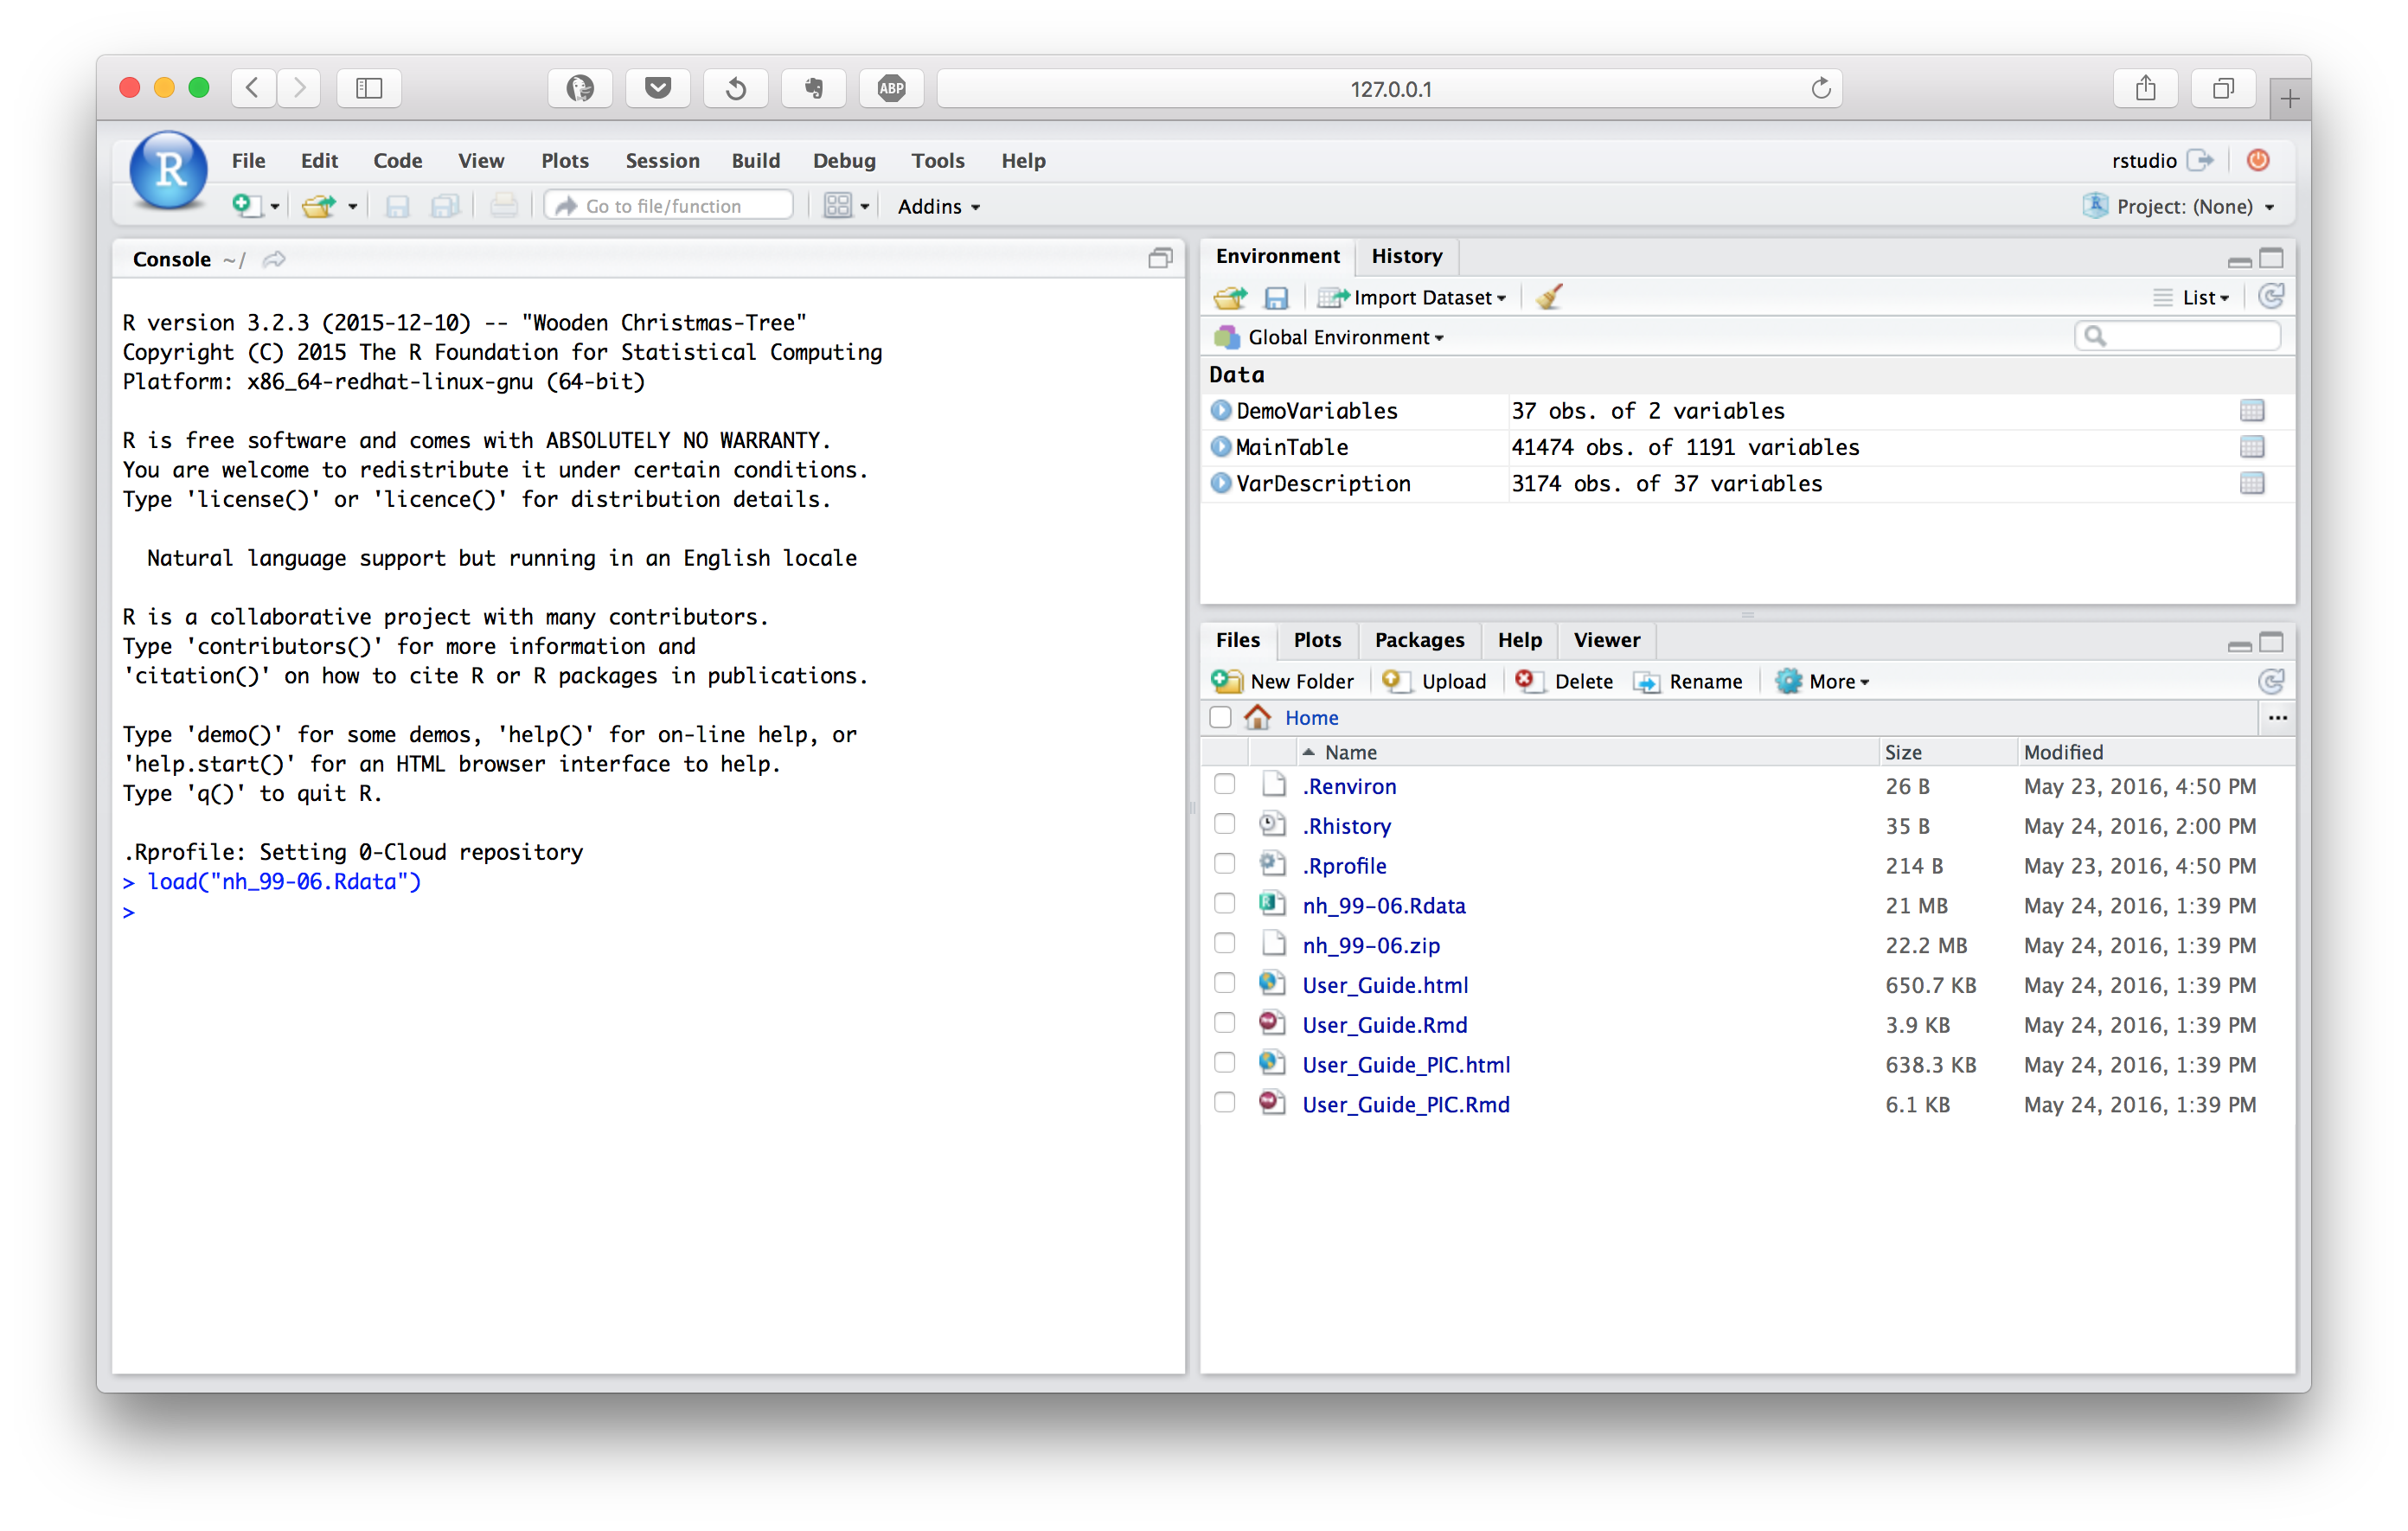 ABP
127.0.0.1
R
File Edit Code View Plots Session Build Debug Tools Help
rstudio
Go to file/function
Addins
Project: (None)
Console ~/
R version 3.2.3 (2015-12-10) -- "Wooden Christmas-Tree"
Copyright (C) 2015 The R Foundation for Statistical Computing
Platform: x86_64-redhat-linux-gnu (64-bit)
R is free software and comes with ABSOLUTELY NO WARRANTY.
You are welcome to redistribute it under certain conditions.
Type 'license()' or 'licence()' for distribution details.
Natural language support but running in an English locale
R is a collaborative project with many contributors.
Type 'contributors()' for more information and
'citation()' on how to cite R or R packages in publications.
Type 'demo()' for some demos, 'help()' for on-line help, or
'help.start()' for an HTML browser interface to help.
Type 'q()' to quit R.
.Rprofile: Setting 0-Cloud repository
> load("nh_99-06.Rdata")
>
Environment History
Import Dataset
List
Global Environment
Data
DemoVariables 37 obs. of 2 variables
MainTable 41474 obs. of 1191 variables
VarDescription 3174 obs. of 37 variables
Files Plots Packages Help Viewer
New Folder Upload Delete Rename More
Home ...
Name Size Modified
.Renviron 26 B May 23, 2016, 4:50 PM
.Rhistory 35 B May 24, 2016, 2:00 PM
.Rprofile 214 B May 23, 2016, 4:50 PM
nh_99-06.Rdata 21 MB May 24, 2016, 1:39 PM
nh_99-06.zip 22.2 MB May 24, 2016, 1:39 PM
User_Guide.html 650.7 KB May 24, 2016, 1:39 PM
User_Guide.Rmd 3.9 KB May 24, 2016, 1:39 PM
User_Guide_PIC.html 638.3 KB May 24, 2016, 1:39 PM
User_Guide_PIC.Rmd 6.1 KB May 24, 2016, 1:39 PM